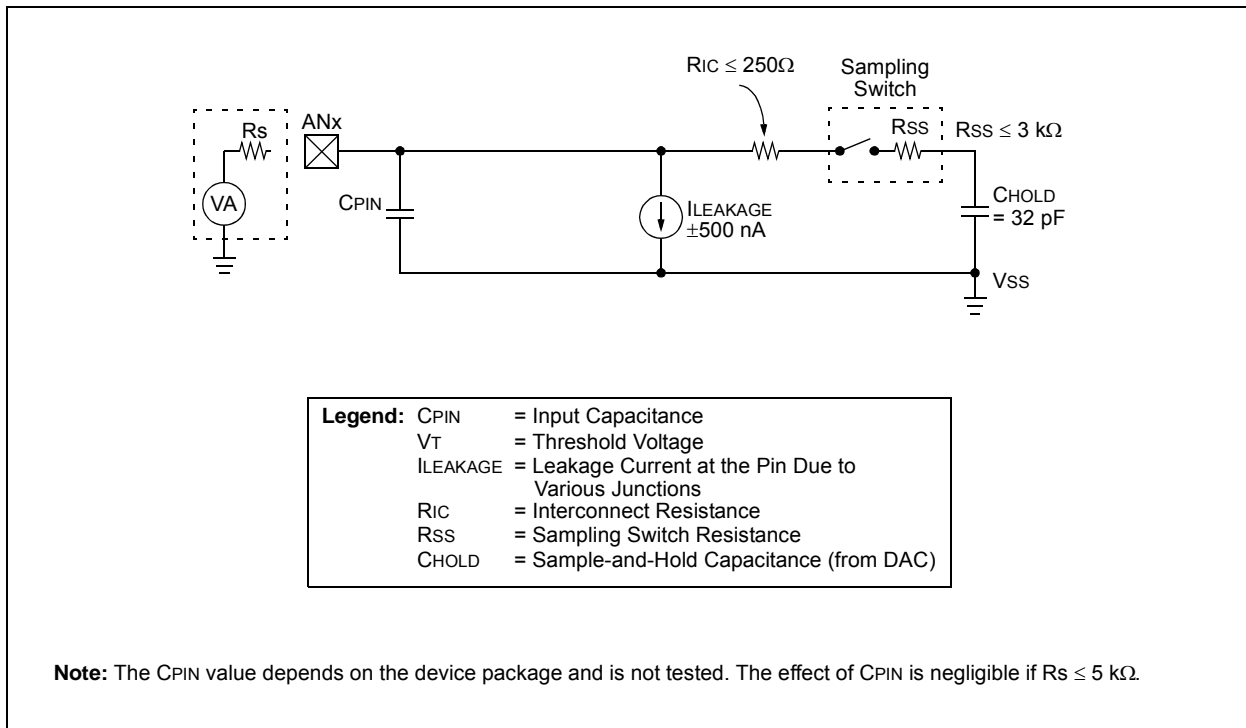 RIC ≤ 250Ω
Sampling
Switch
Rs
ANx
RSS
RSS ≤ 3 kΩ
VA
CPIN
ILEAKAGE
±500 nA
CHOLD
= 32 pF
VSS
Legend: CPIN = Input Capacitance
VT = Threshold Voltage
ILEAKAGE = Leakage Current at the Pin Due to
Various Junctions
RIC = Interconnect Resistance
RSS = Sampling Switch Resistance
CHOLD = Sample-and-Hold Capacitance (from DAC)
Note: The CPIN value depends on the device package and is not tested. The effect of CPIN is negligible if Rs ≤ 5 kΩ.